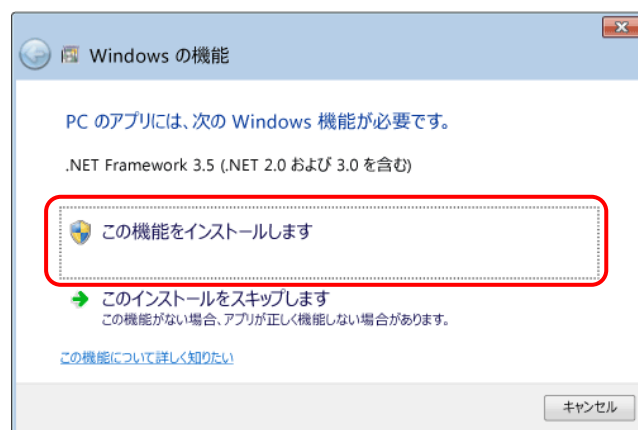 Windows の機能
PC のアプリには、次の Windows 機能が必要です。
.NET Framework 3.5 (.NET 2.0 および 3.0 を含む)
この機能をインストールします
このインストールをスキップします
この機能がない場合、アプリが正しく機能しない場合があります。
この機能について詳しく知りたい
キャンセル